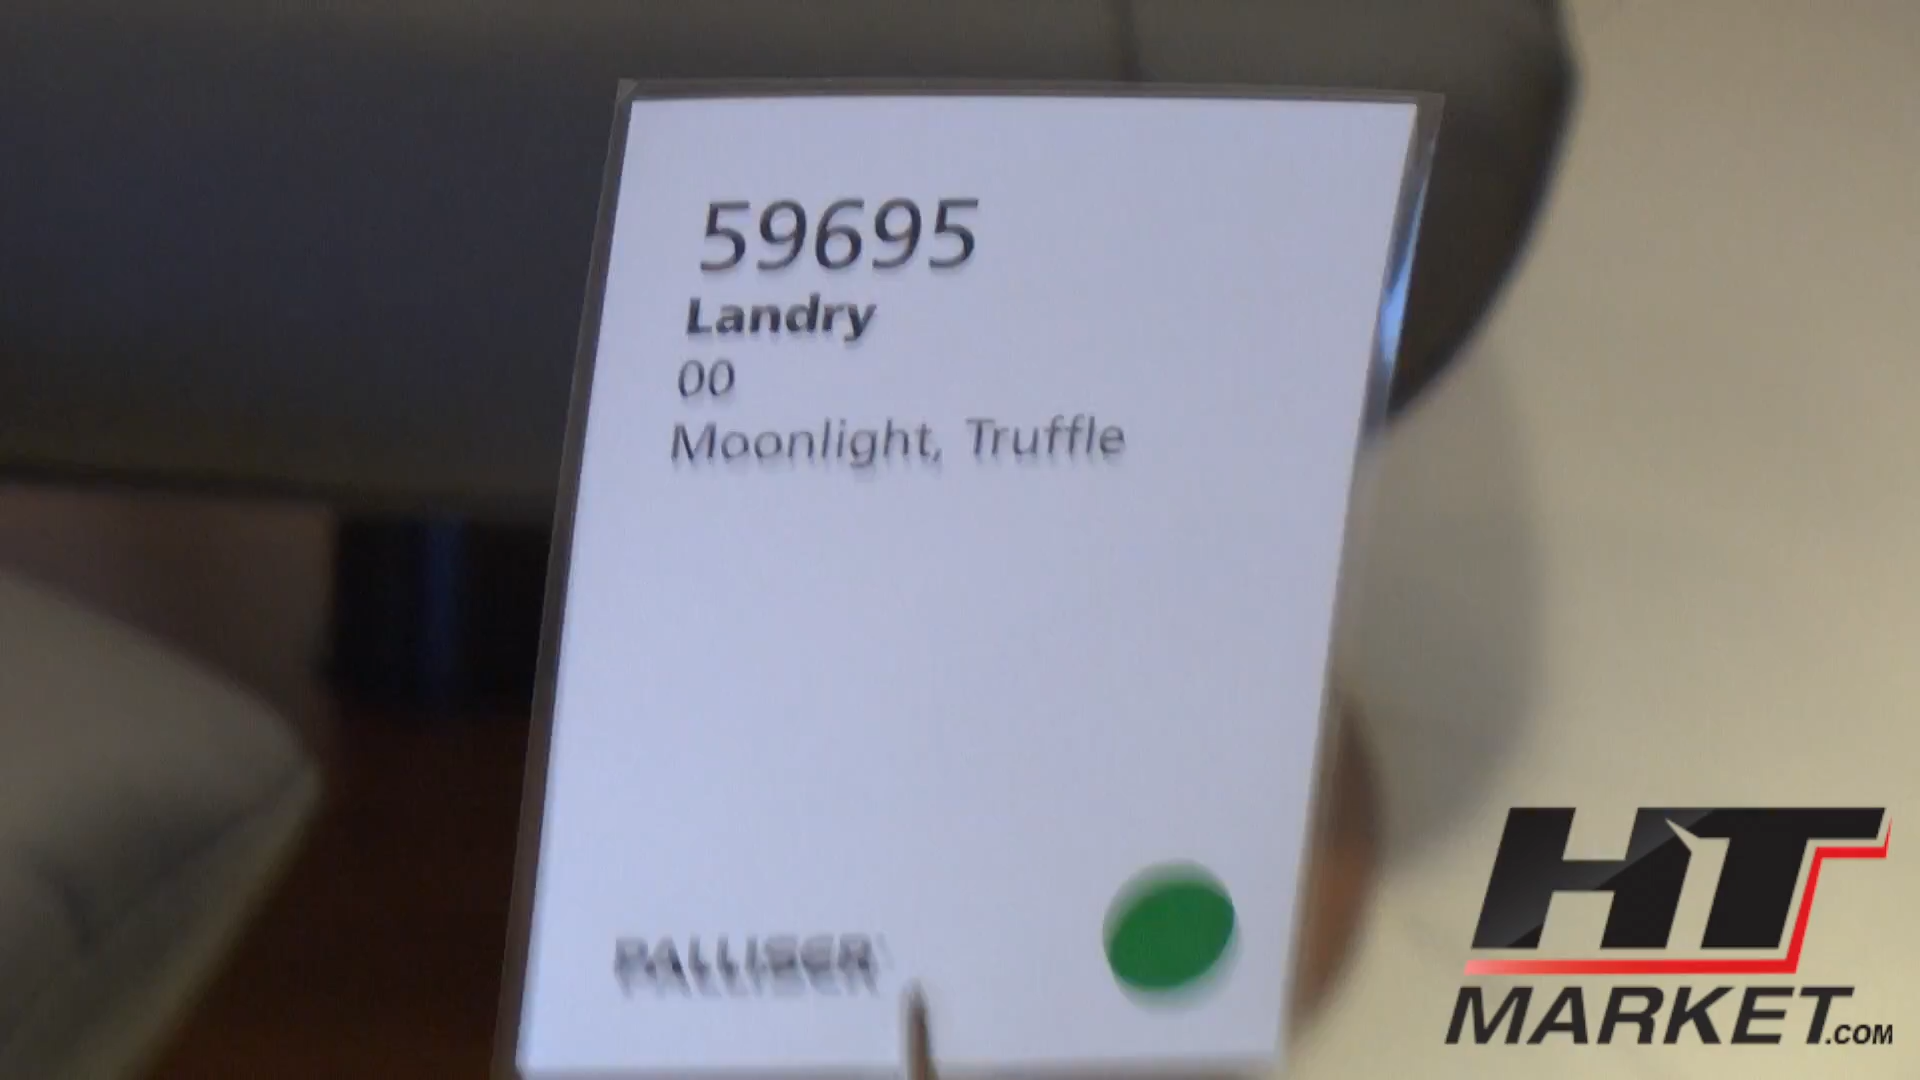 59695
Landry
00
Moonlight, Truffle
PALLISER
HT
MARKET.COM